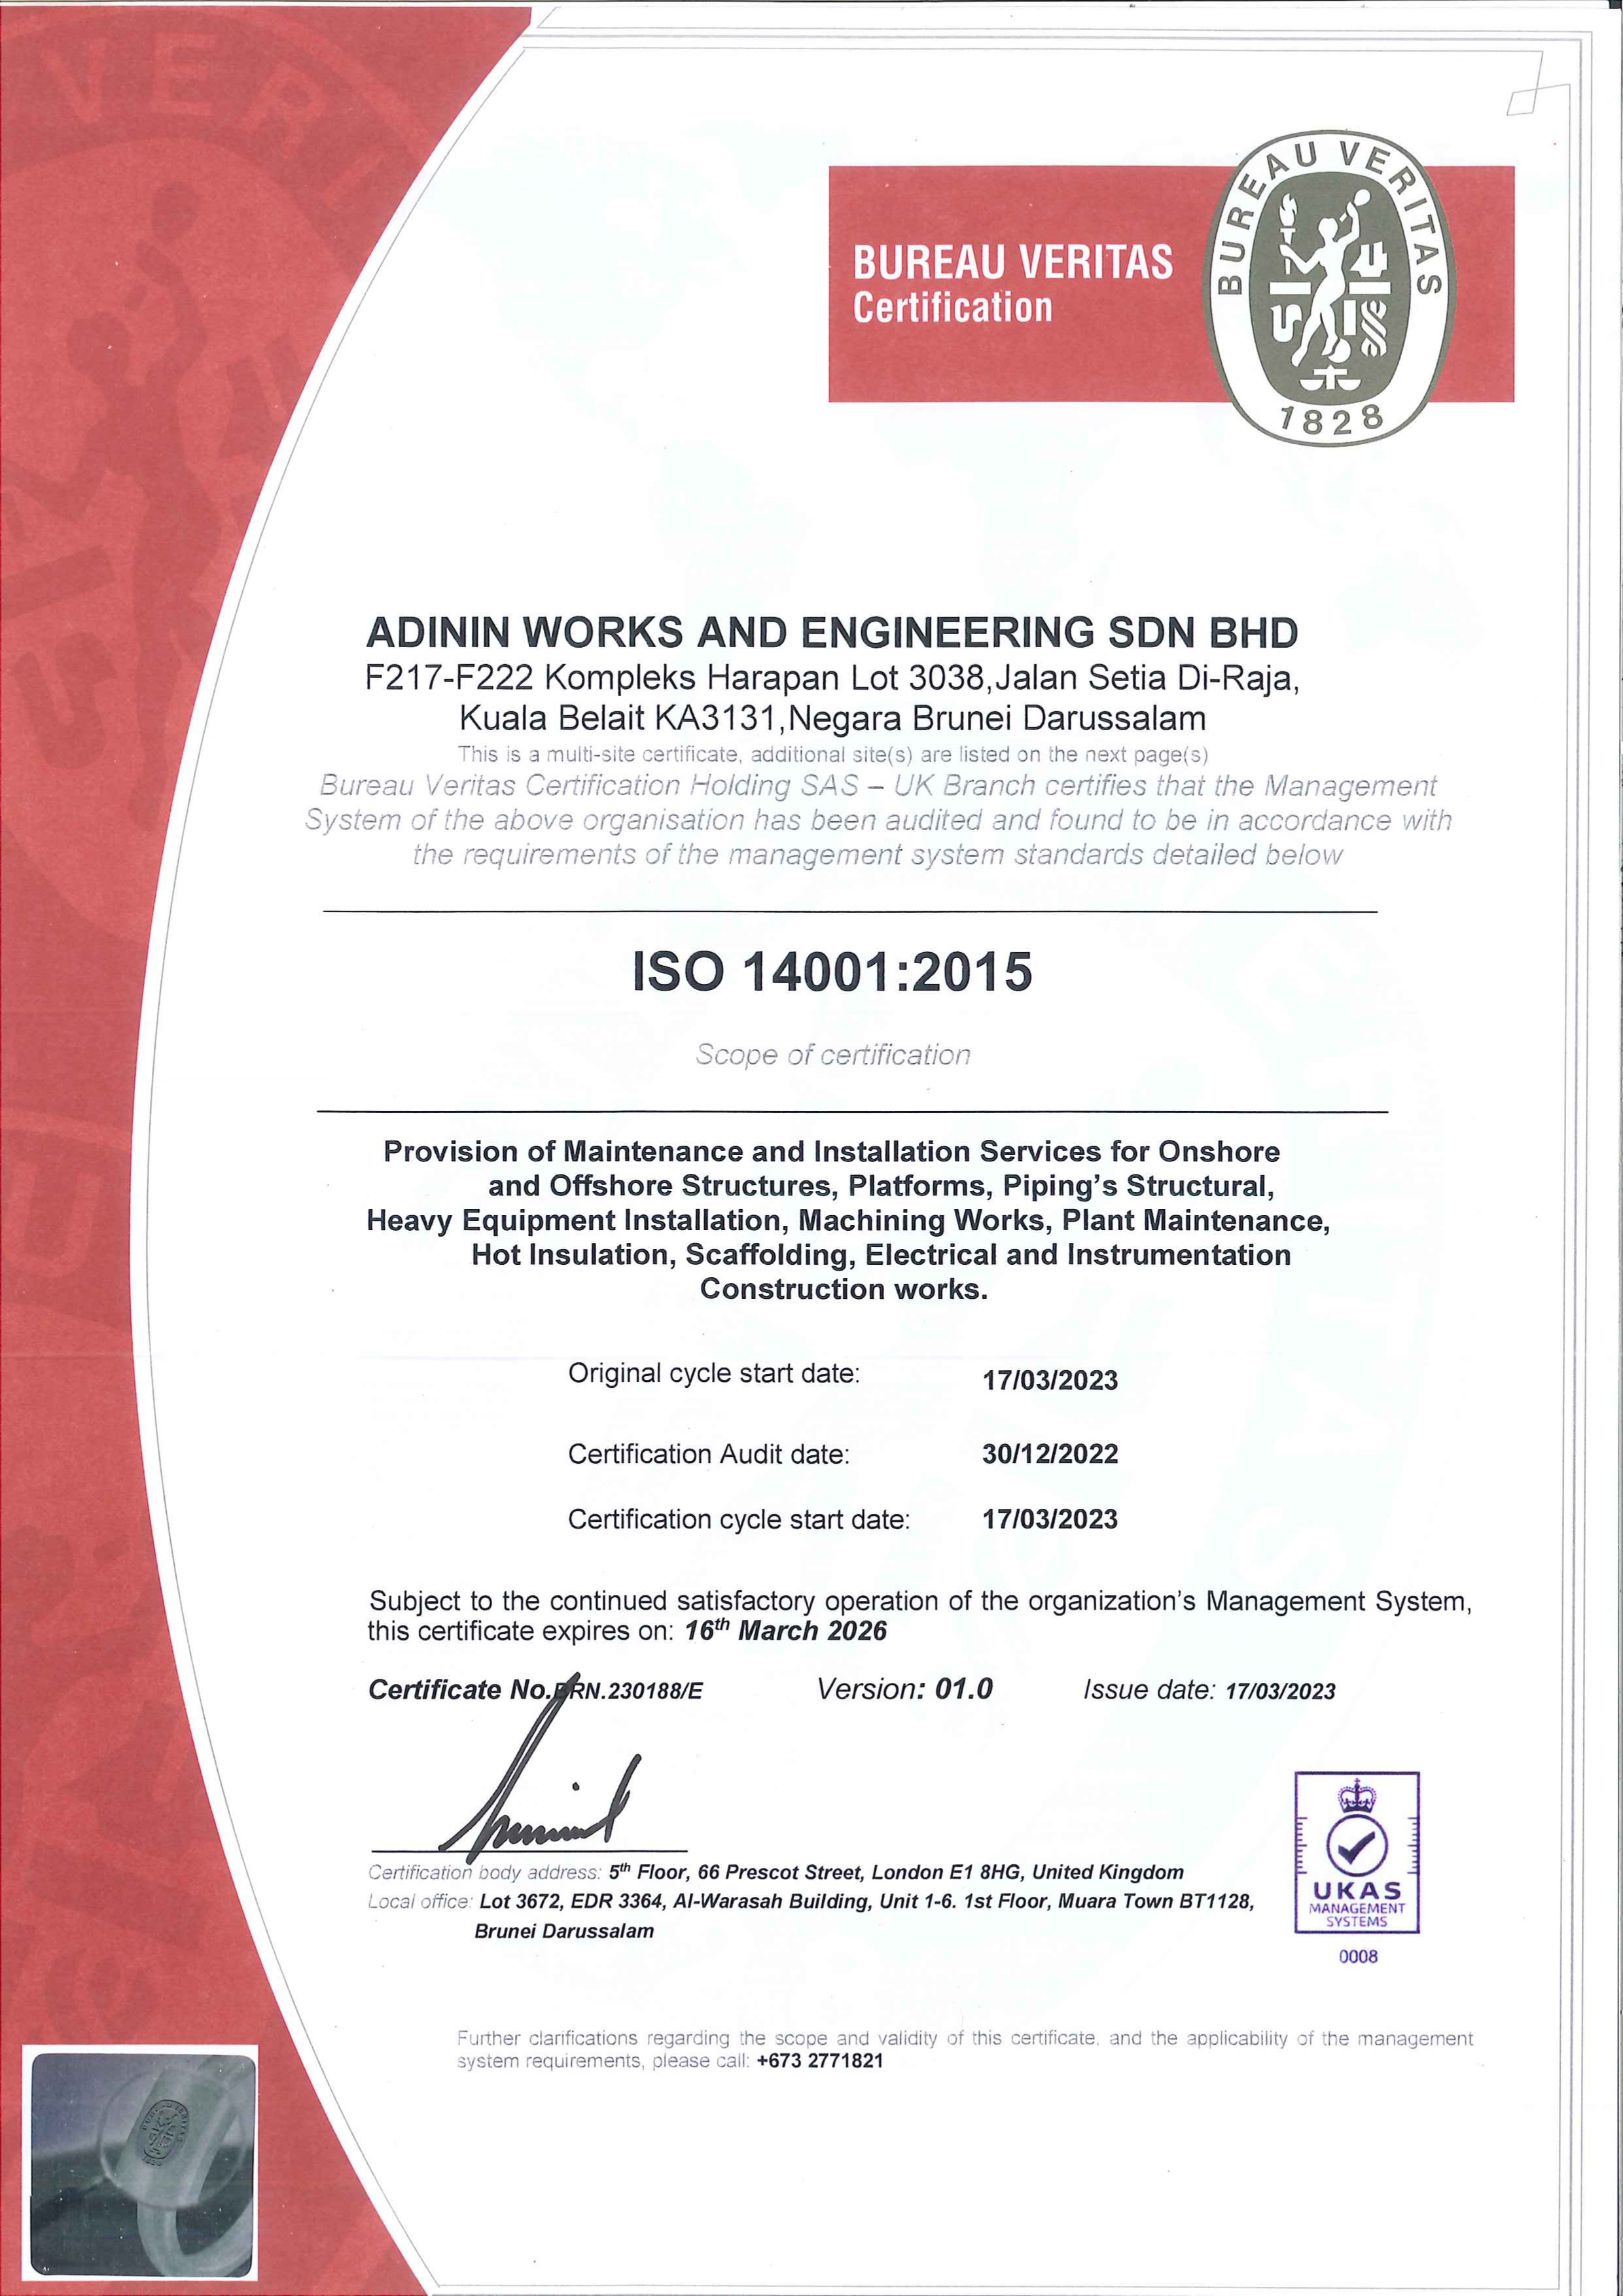 BUREAU VERITAS
Certification
BUREAU VERITAS
1828
ADININ WORKS AND ENGINEERING SDN BHD
F217-F222 Kompleks Harapan Lot 3038,Jalan Setia Di-Raja,
Kuala Belait KA3131,Negara Brunei Darussalam
This is a multi-site certificate, additional site(s) are listed on the next page(s)
Bureau Veritas Certification Holding SAS – UK Branch certifies that the Management
System of the above organisation has been audited and found to be in accordance with
the requirements of the management system standards detailed below
ISO 14001:2015
Scope of certification
Provision of Maintenance and Installation Services for Onshore
and Offshore Structures, Platforms, Piping's Structural,
Heavy Equipment Installation, Machining Works, Plant Maintenance,
Hot Insulation, Scaffolding, Electrical and Instrumentation
Construction works.
Original cycle start date: 17/03/2023
Certification Audit date: 30/12/2022
Certification cycle start date: 17/03/2023
Subject to the continued satisfactory operation of the organization's Management System,
this certificate expires on: 16th March 2026
Certificate No.BRN.230188/E Version: 01.0 Issue date: 17/03/2023
Certification body address: 5th Floor, 66 Prescot Street, London E1 8HG, United Kingdom
Local office: Lot 3672, EDR 3364, Al-Warasah Building, Unit 1-6. 1st Floor, Muara Town BT1128,
Brunei Darussalam
UKAS
MANAGEMENT
SYSTEMS
0008
Further clarifications regarding the scope and validity of this certificate, and the applicability of the management
system requirements, please call: +673 2771821